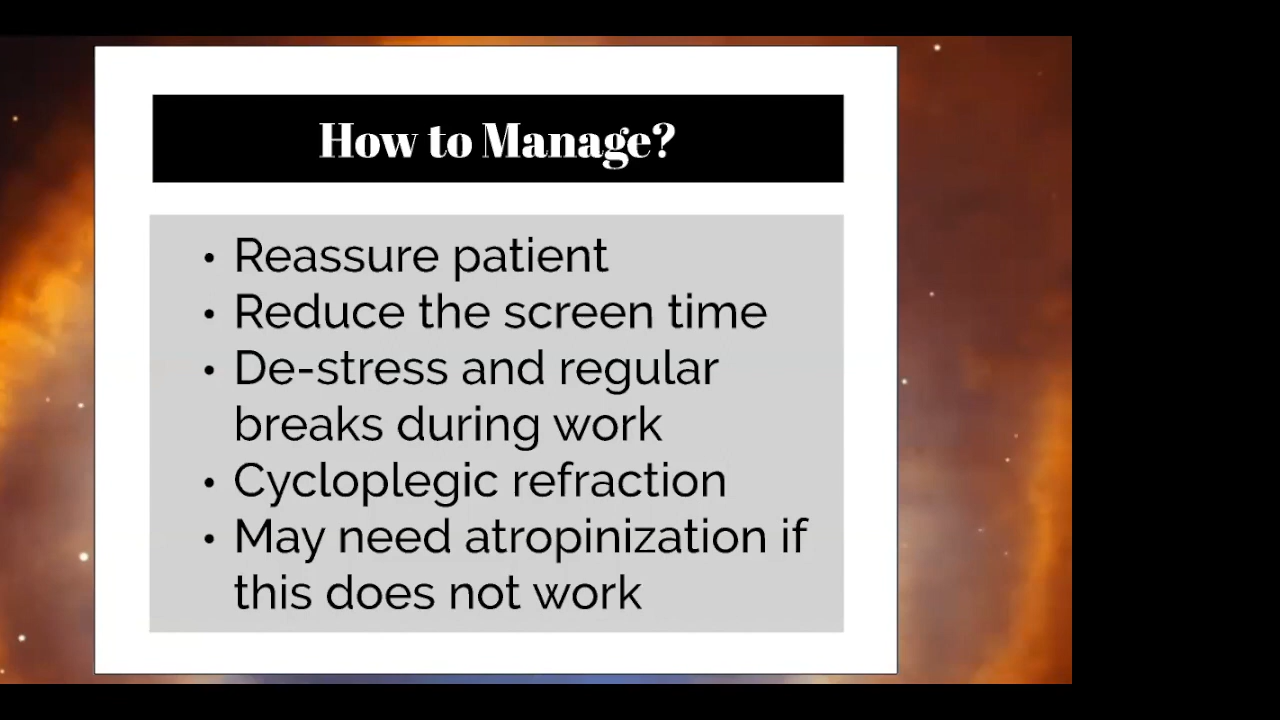 How to Manage?
• Reassure patient
• Reduce the screen time
• De-stress and regular
breaks during work
• Cycloplegic refraction
• May need atropinization if
this does not work